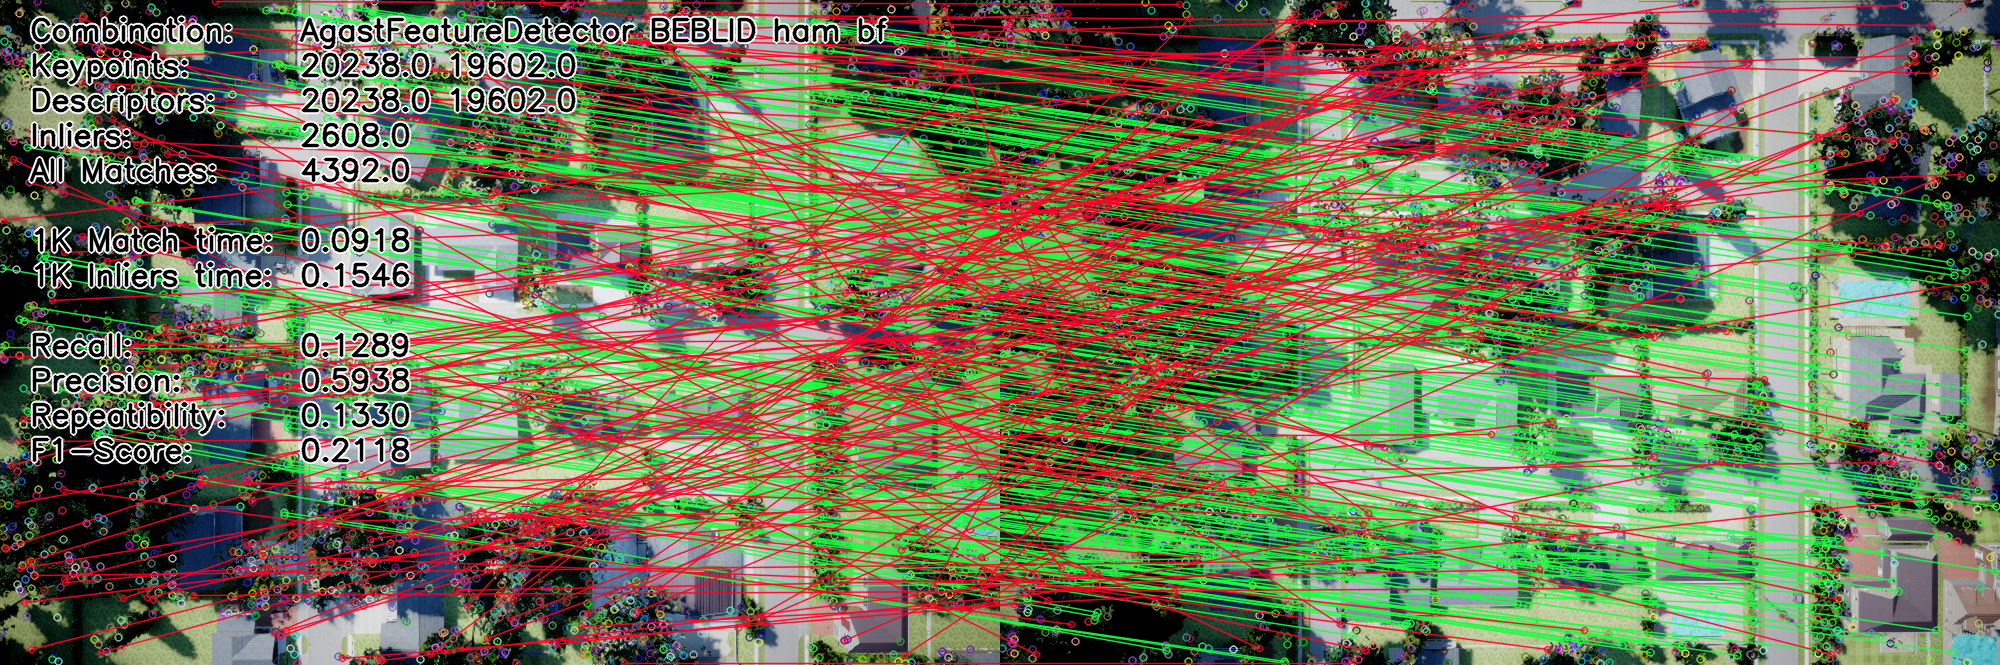 Combination: AgastFeatureDetector BEBLID ham bf
Keypoints: 20238.0 19602.0
Descriptors: 20238.0 19602.0
Inliers: 2608.0
All Matches: 4392.0
1K Match time: 0.0918
1K Inliers time: 0.1546
Recall: 0.1289
Precision: 0.5938
Repeatibility: 0.1330
F1-Score: 0.2118